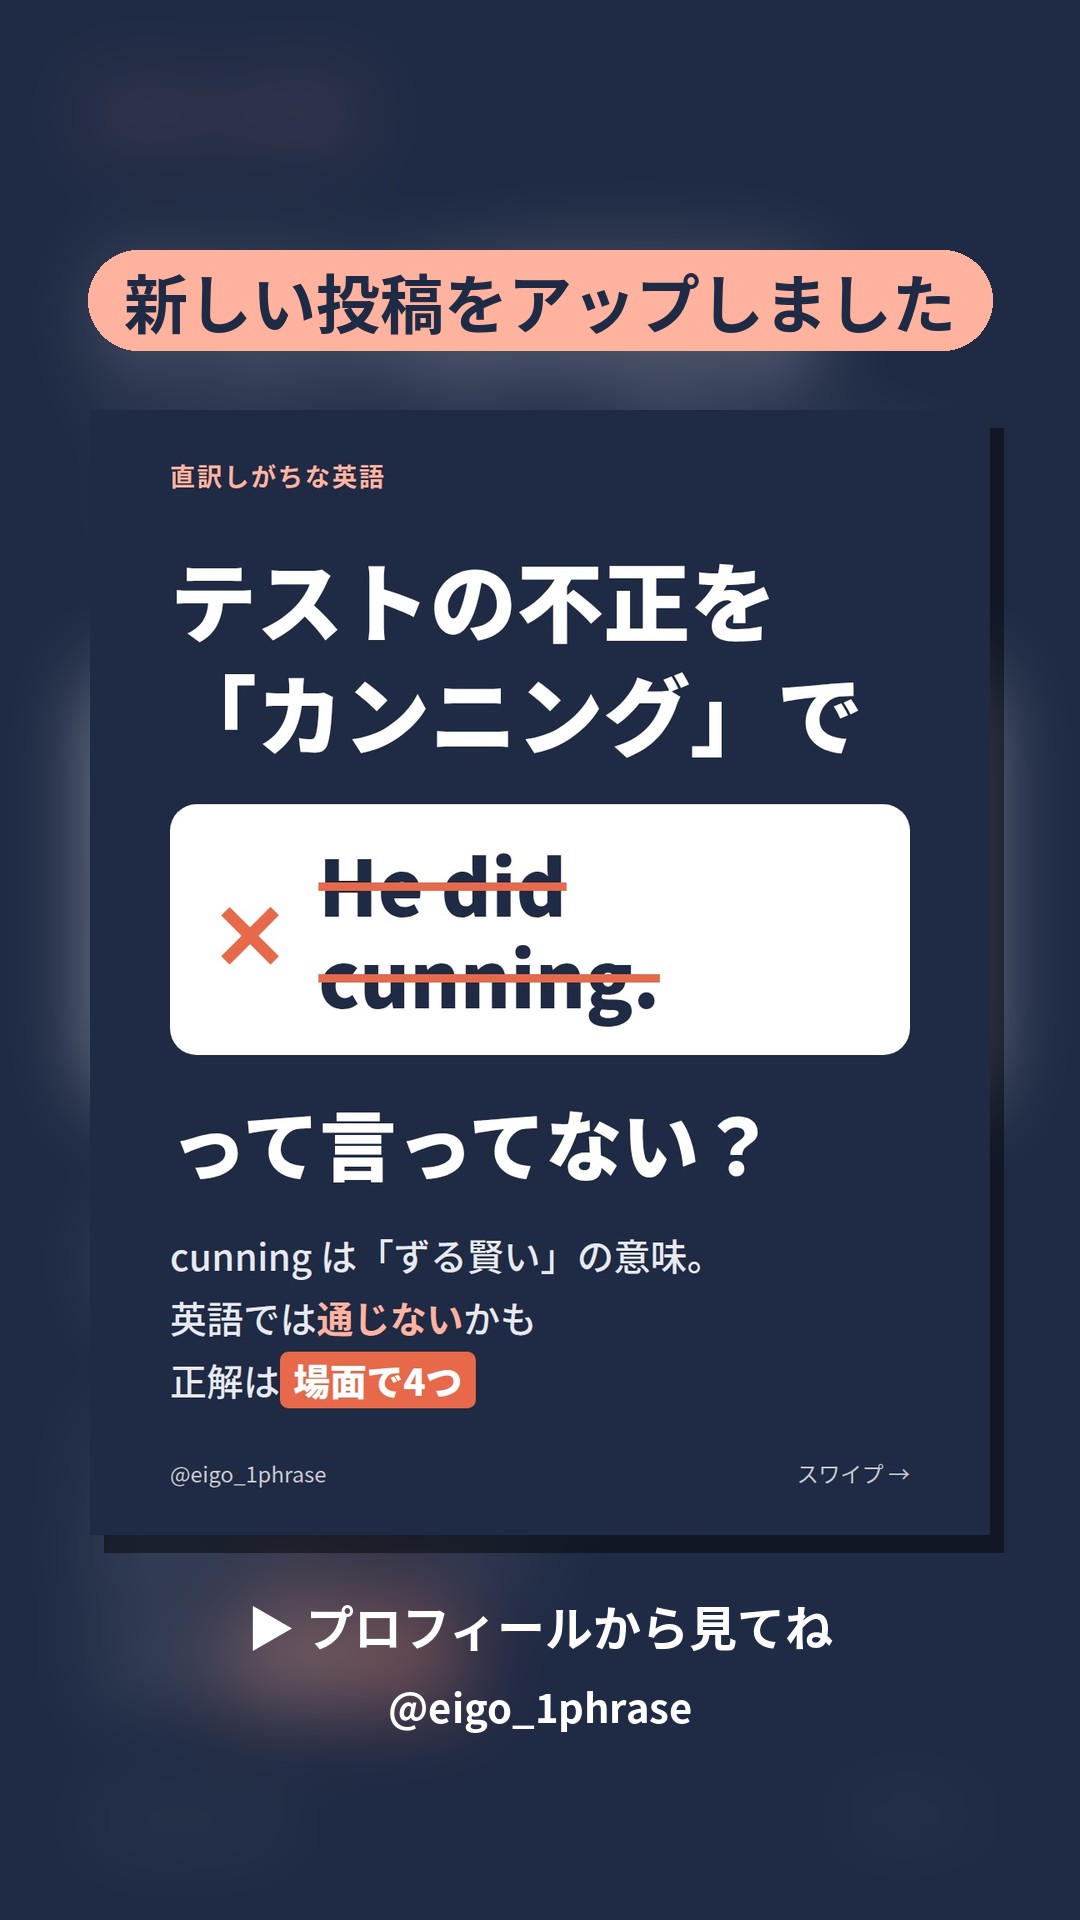 新しい投稿をアップしました
直訳しがちな英語
テストの不正を
「カンニング」で
× He did
cunning.
って言ってない？
cunning は「ずる賢い」の意味。
英語では通じないかも
正解は 場面で4つ
@eigo_1phrase
スワイプ →
▶ プロフィールから見てね
@eigo_1phrase